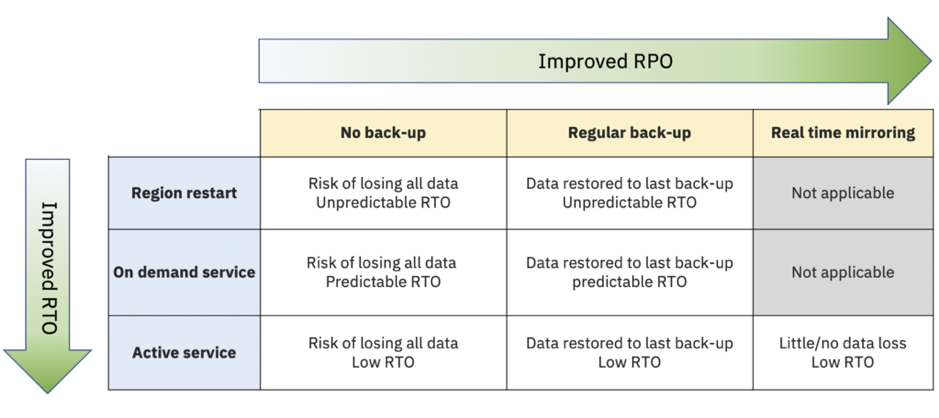 Improved RPO
No back-up
Regular back-up
Real time mirroring
Improved RTO
Region restart
Risk of losing all data
Unpredictable RTO
Data restored to last back-up
Unpredictable RTO
Not applicable
On demand service
Risk of losing all data
Predictable RTO
Data restored to last back-up
predictable RTO
Not applicable
Active service
Risk of losing all data
Low RTO
Data restored to last back-up
Low RTO
Little/no data loss
Low RTO